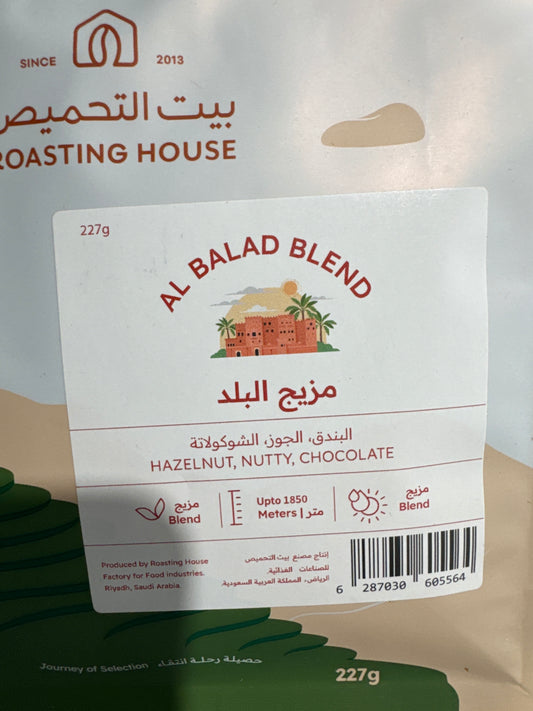 SINCE 2013
بيت التحميص
ROASTING HOUSE
227g
AL BALAD BLEND
مزيج البلد
البندق، الجوز، الشوكولاتة
HAZELNUT, NUTTY, CHOCOLATE
مزيج
Blend
Upto 1850
Meters | متر
مزيج
Blend
Produced by Roasting House
Factory for Food industries.
Riyadh, Saudi Arabia.
إنتاج مصنع بيت التحميص
للصناعات الغذائية.
الرياض، المملكة العربية السعودية.
6 287030 605564
Journey of Selection حصيلة رحلة انتقاء
227g